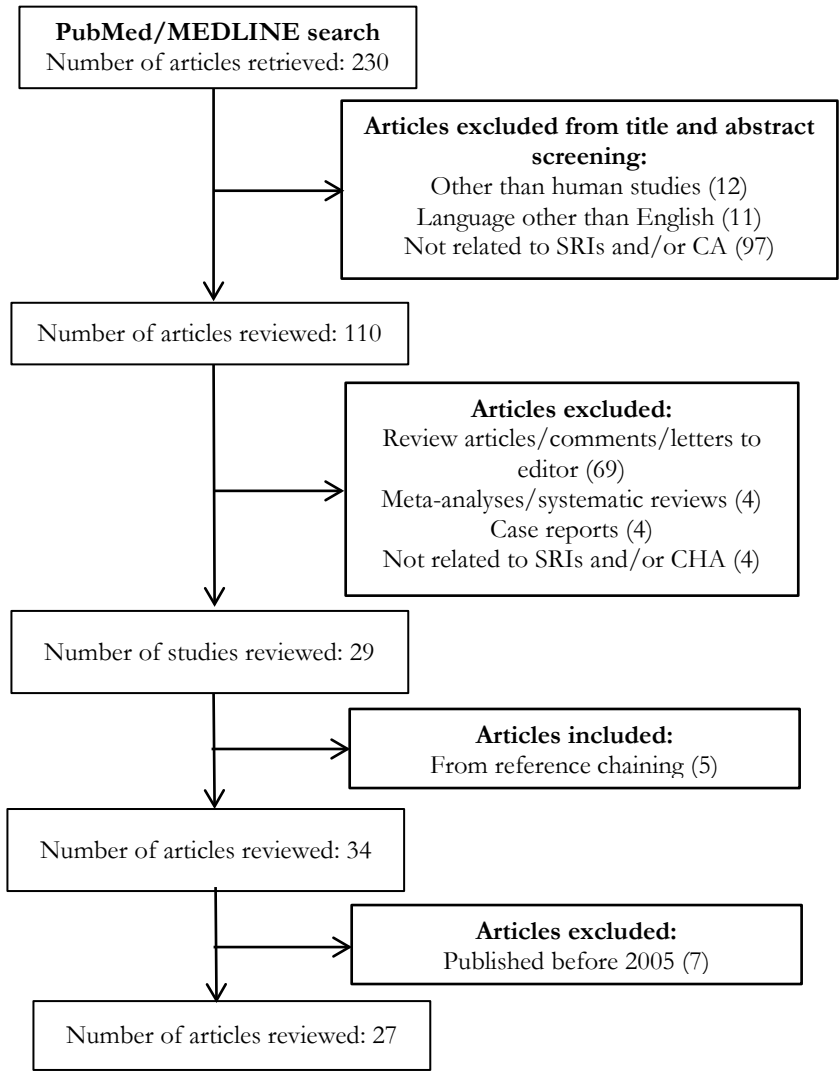 PubMed/MEDLINE search
Number of articles retrieved: 230
Articles excluded from title and abstract
screening:
Other than human studies (12)
Language other than English (11)
Not related to SRIs and/or CA (97)
Number of articles reviewed: 110
Articles excluded:
Review articles/comments/letters to
editor (69)
Meta-analyses/systematic reviews (4)
Case reports (4)
Not related to SRIs and/or CHA (4)
Number of studies reviewed: 29
Articles included:
From reference chaining (5)
Number of articles reviewed: 34
Articles excluded:
Published before 2005 (7)
Number of articles reviewed: 27